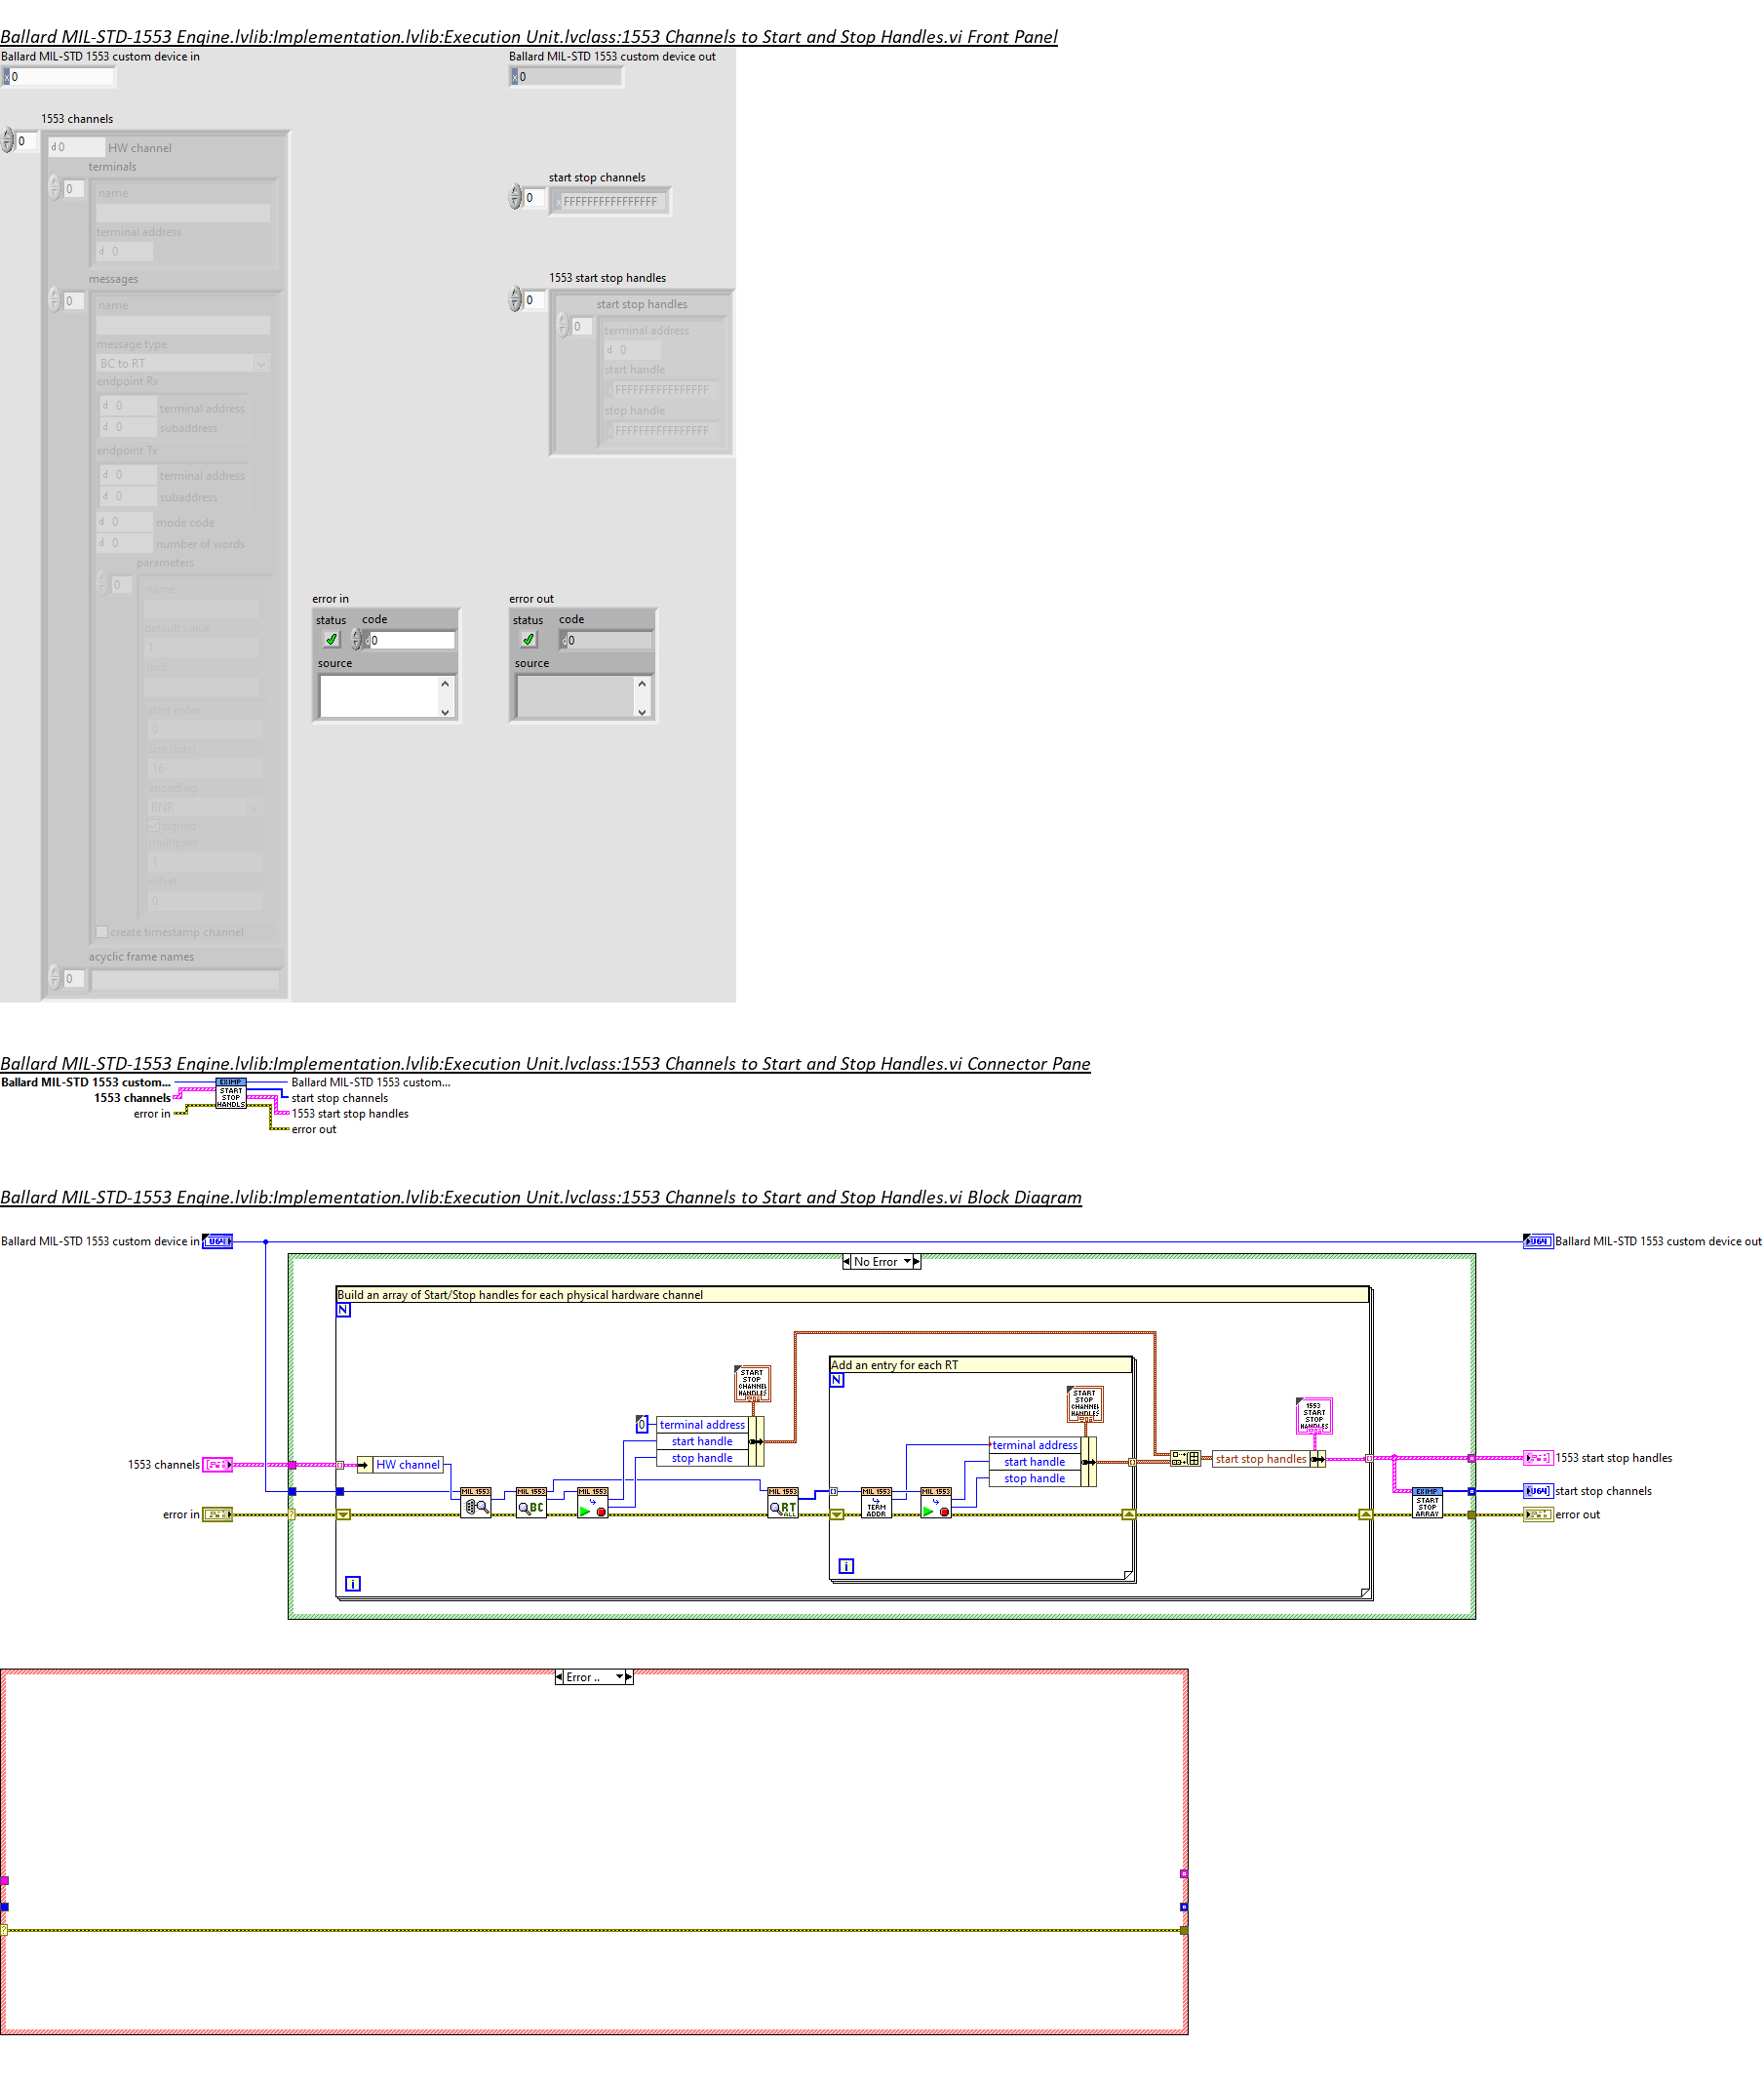 Ballard MIL-STD-1553 Engine.lvlib:Implementation.lvlib:Execution Unit.lvclass:1553 Channels to Start and Stop Handles.vi Front Panel
Ballard MIL-STD 1553 custom device in
x 0
Ballard MIL-STD 1553 custom device out
x 0
1553 channels
0
d 0 HW channel
terminals
0
name
terminal address
d 0
messages
0
name
message type
BC to RT
endpoint Rx
d 0 terminal address
d 0 subaddress
endpoint Tx
d 0 terminal address
d 0 subaddress
d 0 mode code
d 0 number of words
parameters
0
name
default value
1
unit
start index
0
size (bits)
16
encoding
BNR
signed
multiplier
1
offset
0
create timestamp channel
acyclic frame names
0
start stop channels
0
x FFFFFFFFFFFFFFFF
1553 start stop handles
0
start stop handles
0
terminal address
d 0
start handle
x FFFFFFFFFFFFFFFF
stop handle
x FFFFFFFFFFFFFFFF
error in
status code
d 0
source
error out
status code
d 0
source
Ballard MIL-STD-1553 Engine.lvlib:Implementation.lvlib:Execution Unit.lvclass:1553 Channels to Start and Stop Handles.vi Connector Pane
Ballard MIL-STD 1553 custom...
1553 channels
error in
EXIMP
START
STOP
HANDLS
Ballard MIL-STD 1553 custom...
start stop channels
1553 start stop handles
error out
Ballard MIL-STD-1553 Engine.lvlib:Implementation.lvlib:Execution Unit.lvclass:1553 Channels to Start and Stop Handles.vi Block Diagram
Ballard MIL-STD 1553 custom device in
U64
U64
Ballard MIL-STD 1553 custom device out
No Error
Build an array of Start/Stop handles for each physical hardware channel
N
Add an entry for each RT
N
START
STOP
CHANNEL
HANDLES
START
STOP
CHANNEL
HANDLES
1553
START
STOP
HANDLES
0
terminal address
start handle
stop handle
terminal address
start handle
stop handle
start stop handles
1553 channels
HW channel
1553 start stop handles
MIL 1553
MIL 1553
BC
MIL 1553
MIL 1553
RT
ALL
MIL 1553
TERM
ADDR
MIL 1553
EXIMP
START
STOP
ARRAY
U64
start stop channels
error in
error out
i
i
Error ..
?